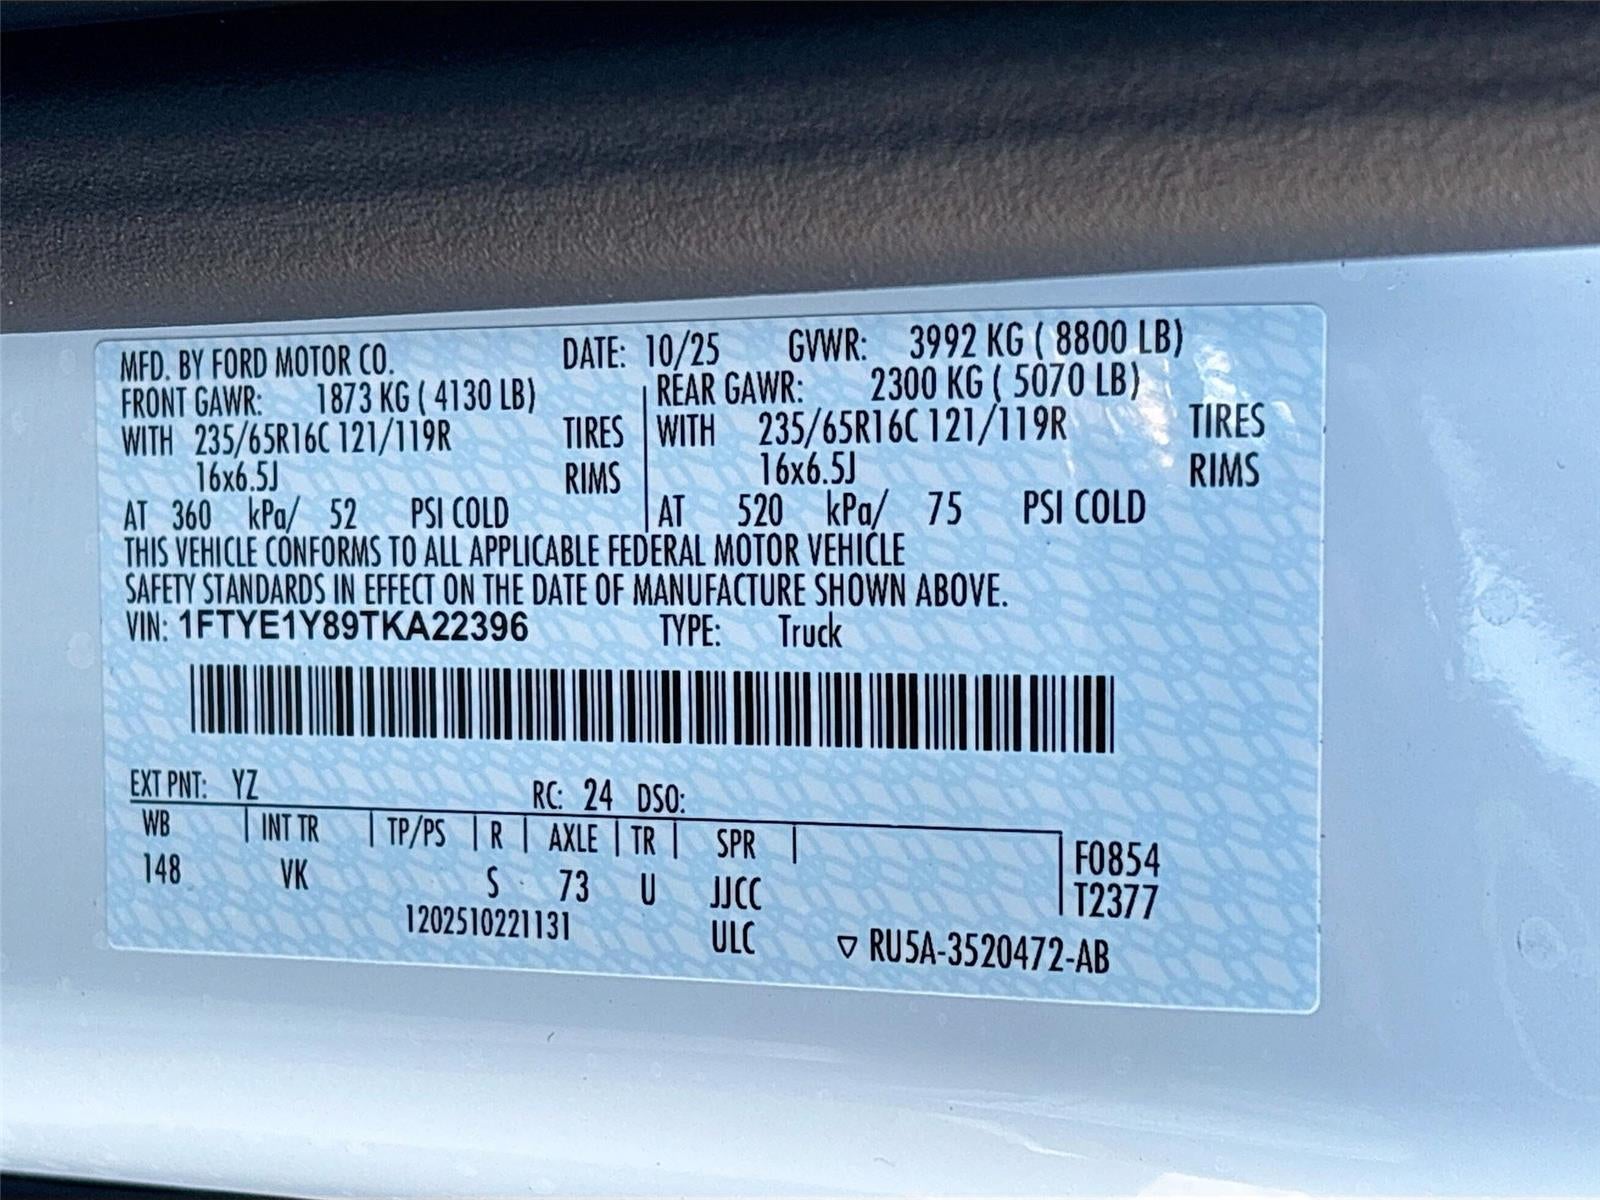 MFD. BY FORD MOTOR CO. DATE: 10/25 GVWR: 3992 KG ( 8800 LB)
FRONT GAWR: 1873 KG ( 4130 LB) REAR GAWR: 2300 KG ( 5070 LB)
WITH 235/65R16C 121/119R TIRES WITH 235/65R16C 121/119R TIRES
16x6.5J RIMS 16x6.5J RIMS
AT 360 kPa/ 52 PSI COLD AT 520 kPa/ 75 PSI COLD
THIS VEHICLE CONFORMS TO ALL APPLICABLE FEDERAL MOTOR VEHICLE
SAFETY STANDARDS IN EFFECT ON THE DATE OF MANUFACTURE SHOWN ABOVE.
VIN: 1FTYE1Y89TKA22396 TYPE: Truck
EXT PNT: YZ RC: 24 DSO:
WB INT TR TP/PS R AXLE TR SPR F0854
148 VK S 73 U JJCC T2377
1202510221131 ULC ▽ RU5A-3520472-AB